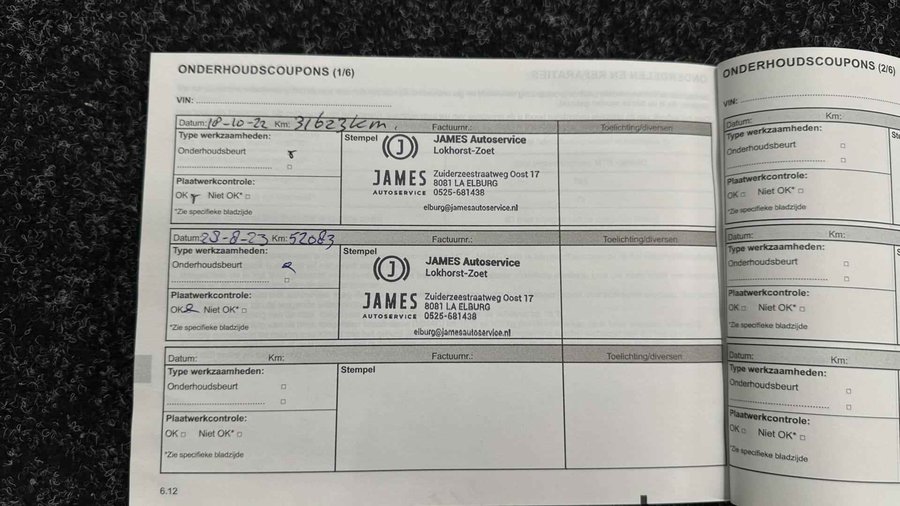 ONDERHOUDSCOUPONS (1/6)
VIN:
Datum: 18-10-22 Km: 31623km, Factuurnr.: Toelichting/diversen
Type werkzaamheden:
Onderhoudsbeurt
Plaatwerkcontrole:
OK Niet OK*
*Zie specifieke bladzijde
Stempel
JAMES Autoservice
Lokhorst-Zoet
JAMES
AUTOSERVICE
Zuiderzeestraatweg Oost 17
8081 LA ELBURG
0525-681438
elburg@jamesautoservice.nl
Datum: 29-8-23 Km: 52083 Factuurnr.: Toelichting/diversen
Type werkzaamheden:
Onderhoudsbeurt
Plaatwerkcontrole:
OK Niet OK*
*Zie specifieke bladzijde
Stempel
JAMES Autoservice
Lokhorst-Zoet
JAMES
AUTOSERVICE
Zuiderzeestraatweg Oost 17
8081 LA ELBURG
0525-681438
elburg@jamesautoservice.nl
Datum: Km: Factuurnr.: Toelichting/diversen
Type werkzaamheden:
Onderhoudsbeurt
Plaatwerkcontrole:
OK Niet OK*
*Zie specifieke bladzijde
Stempel
6.12
ONDERHOUDSCOUPONS (2/6)
VIN:
Datum: Km:
Type werkzaamheden:
Onderhoudsbeurt
Plaatwerkcontrole:
OK Niet OK*
*Zie specifieke bladzijde
Datum: Km:
Type werkzaamheden:
Onderhoudsbeurt
Plaatwerkcontrole:
OK Niet OK*
*Zie specifieke bladzijde
Datum: Km:
Type werkzaamheden:
Onderhoudsbeurt
Plaatwerkcontrole:
OK Niet OK*
*Zie specifieke bladzijde